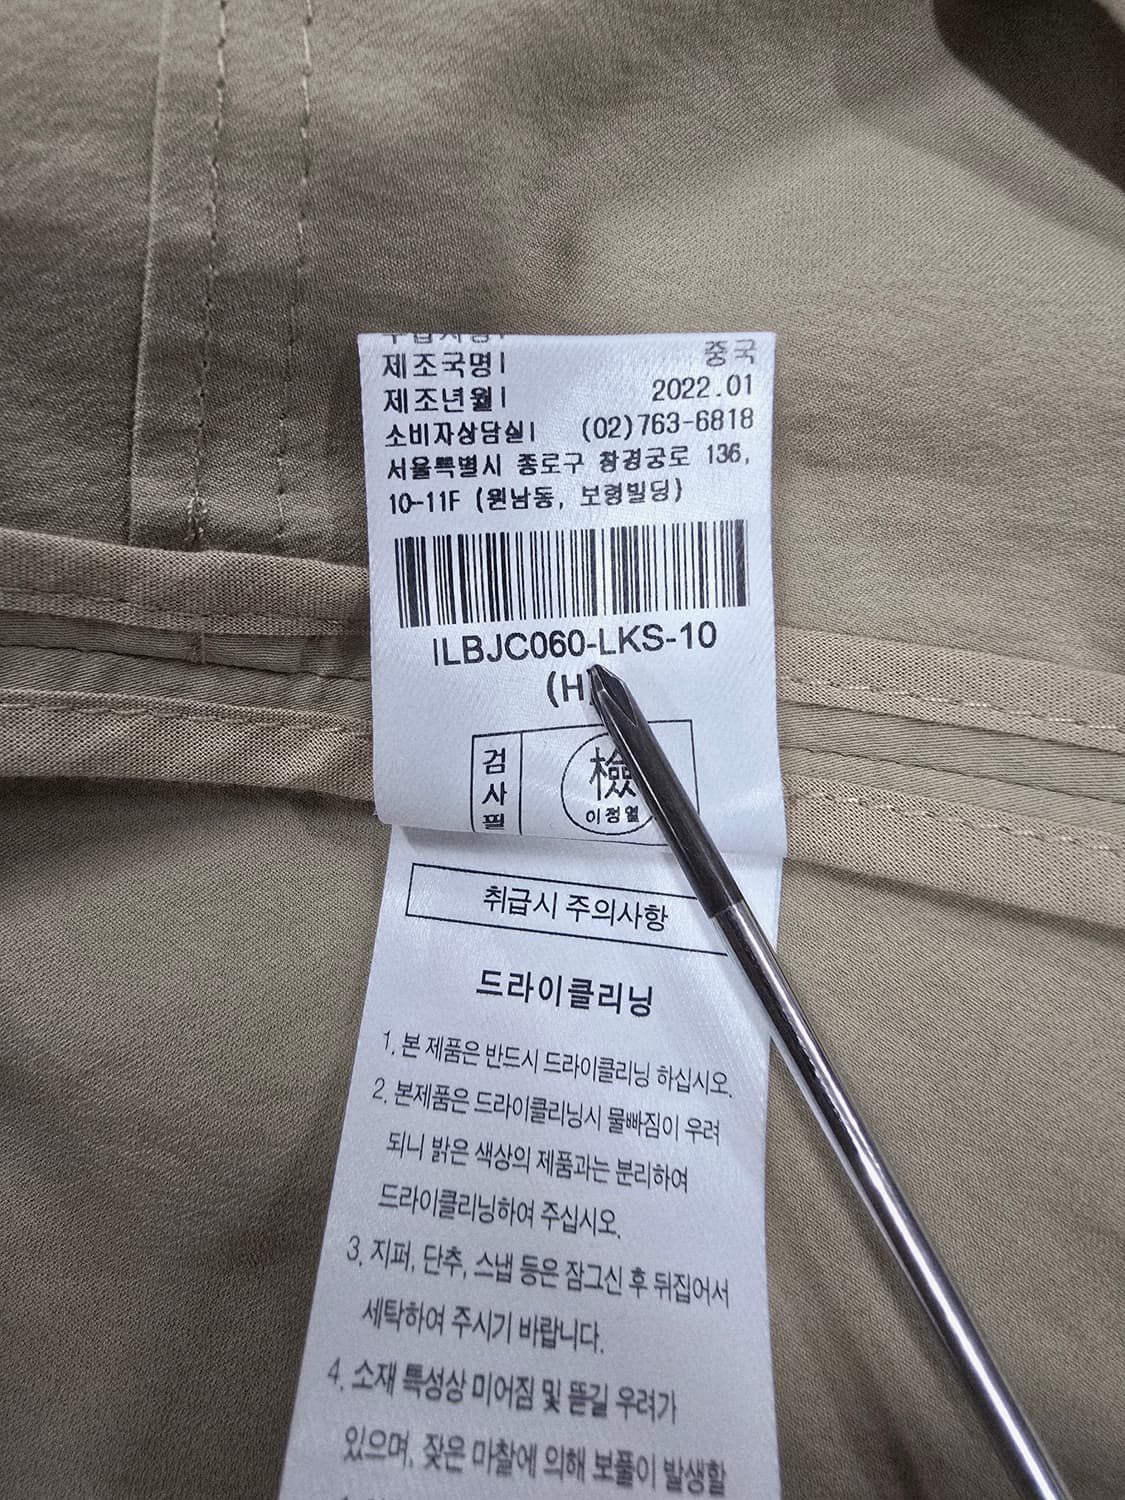 제조국명| 중국
제조년월| 2022.01
소비자상담실| (02)763-6818
서울특별시 종로구 창경궁로 136,
10-11F (원남동, 보령빌딩)
ILBJC060-LKS-10
(H
검사필
檢
이정열
취급시 주의사항
드라이클리닝
1. 본 제품은 반드시 드라이클리닝 하십시오.
2. 본제품은 드라이클리닝시 물빠짐이 우려
되니 밝은 색상의 제품과는 분리하여
드라이클리닝하여 주십시오.
3. 지퍼, 단추, 스냅 등은 잠그신 후 뒤집어서
세탁하여 주시기 바랍니다.
4. 소재 특성상 미어짐 및 뜯길 우려가
있으며, 잦은 마찰에 의해 보풀이 발생할